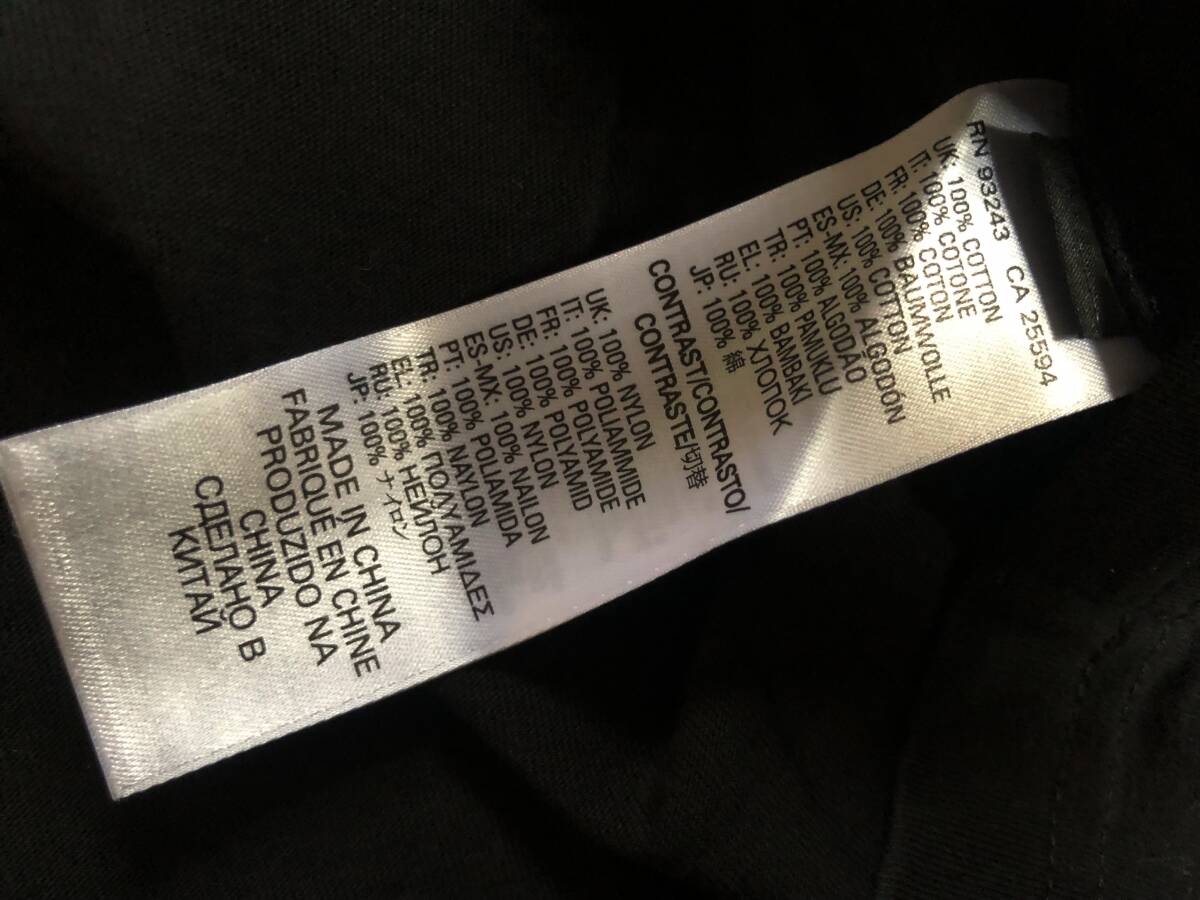 RN 93243 CA 25594
UK: 100% COTTON
IT: 100% COTONE
FR: 100% COTON
DE: 100% BAUMWOLLE
US: 100% COTTON
ES-MX: 100% ALGODÓN
PT: 100% ALGODÃO
TR: 100% PAMUKLU
EL: 100% BAMBAKI
RU: 100% ХЛОПОК
JP: 100% 綿
CONTRAST/CONTRASTO/
CONTRASTE/切替
UK: 100% NYLON
IT: 100% POLIAMMIDE
FR: 100% POLYAMIDE
DE: 100% POLYAMID
US: 100% NYLON
ES-MX: 100% NAILON
PT: 100% POLIAMIDA
TR: 100% NAYLON
EL: 100% ΠΟΛΥΑΜΙΔΕΣ
RU: 100% НЕЙЛОН
JP: 100% ナイロン
MADE IN CHINA
FABRIQUÉ EN CHINE
PRODUZIDO NA
CHINA
СДЕЛАНО В
КИТАЙ